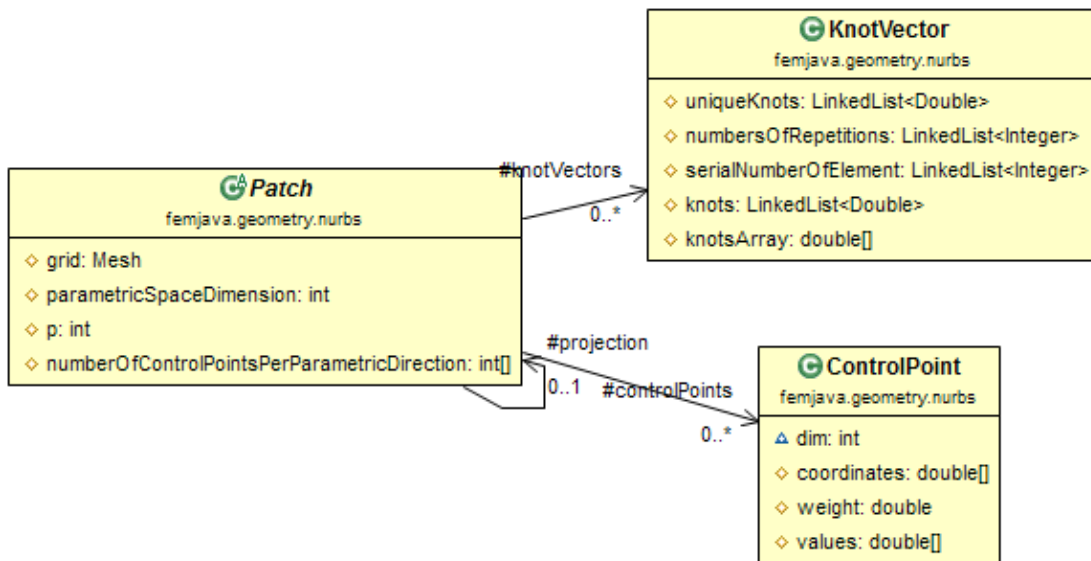 KnotVector
femjava.geometry.nurbs
uniqueKnots: LinkedList<Double>
numbersOfRepetitions: LinkedList<Integer>
serialNumberOfElement: LinkedList<Integer>
knots: LinkedList<Double>
knotsArray: double[]
#knotVectors
0..*
Patch
femjava.geometry.nurbs
grid: Mesh
parametricSpaceDimension: int
p: int
numberOfControlPointsPerParametricDirection: int[]
#projection
0..1
#controlPoints
0..*
ControlPoint
femjava.geometry.nurbs
dim: int
coordinates: double[]
weight: double
values: double[]